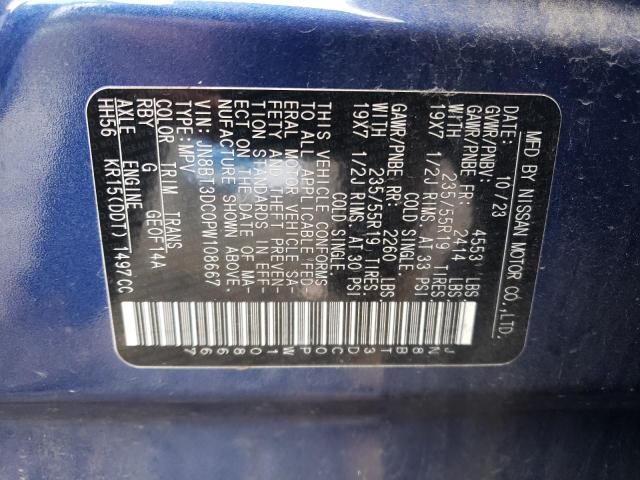 MFD BY NISSAN MOTOR CO.,LTD.
DATE: 10/23
GVWR/PNBV: 4553 LBS
GAWR/PNBE FR: 2414 LBS
235/55R19 TIRES
19X7 1/2J RIMS AT 33 PSI
COLD SINGLE.
GAWR/PNBE RR: 2260 LBS
235/55R19 TIRES
19X7 1/2J RIMS AT 30 PSI
COLD SINGLE.
THIS VEHICLE CONFORMS
TO ALL APPLICABLE FED-
ERAL MOTOR VEHICLE SA-
FETY AND THEFT PREVEN-
TION STANDARDS IN EFF-
ECT ON THE DATE OF MA-
NUFACTURE SHOWN ABOVE.
VIN: JN8BT3DC0PW108667
TYPE: MPV
COLOR TRIM TRANS
RBY G GE0F14A
AXLE ENGINE
HH56 KR15(DDT) 1497CC
JN8BT3DC0PW108667